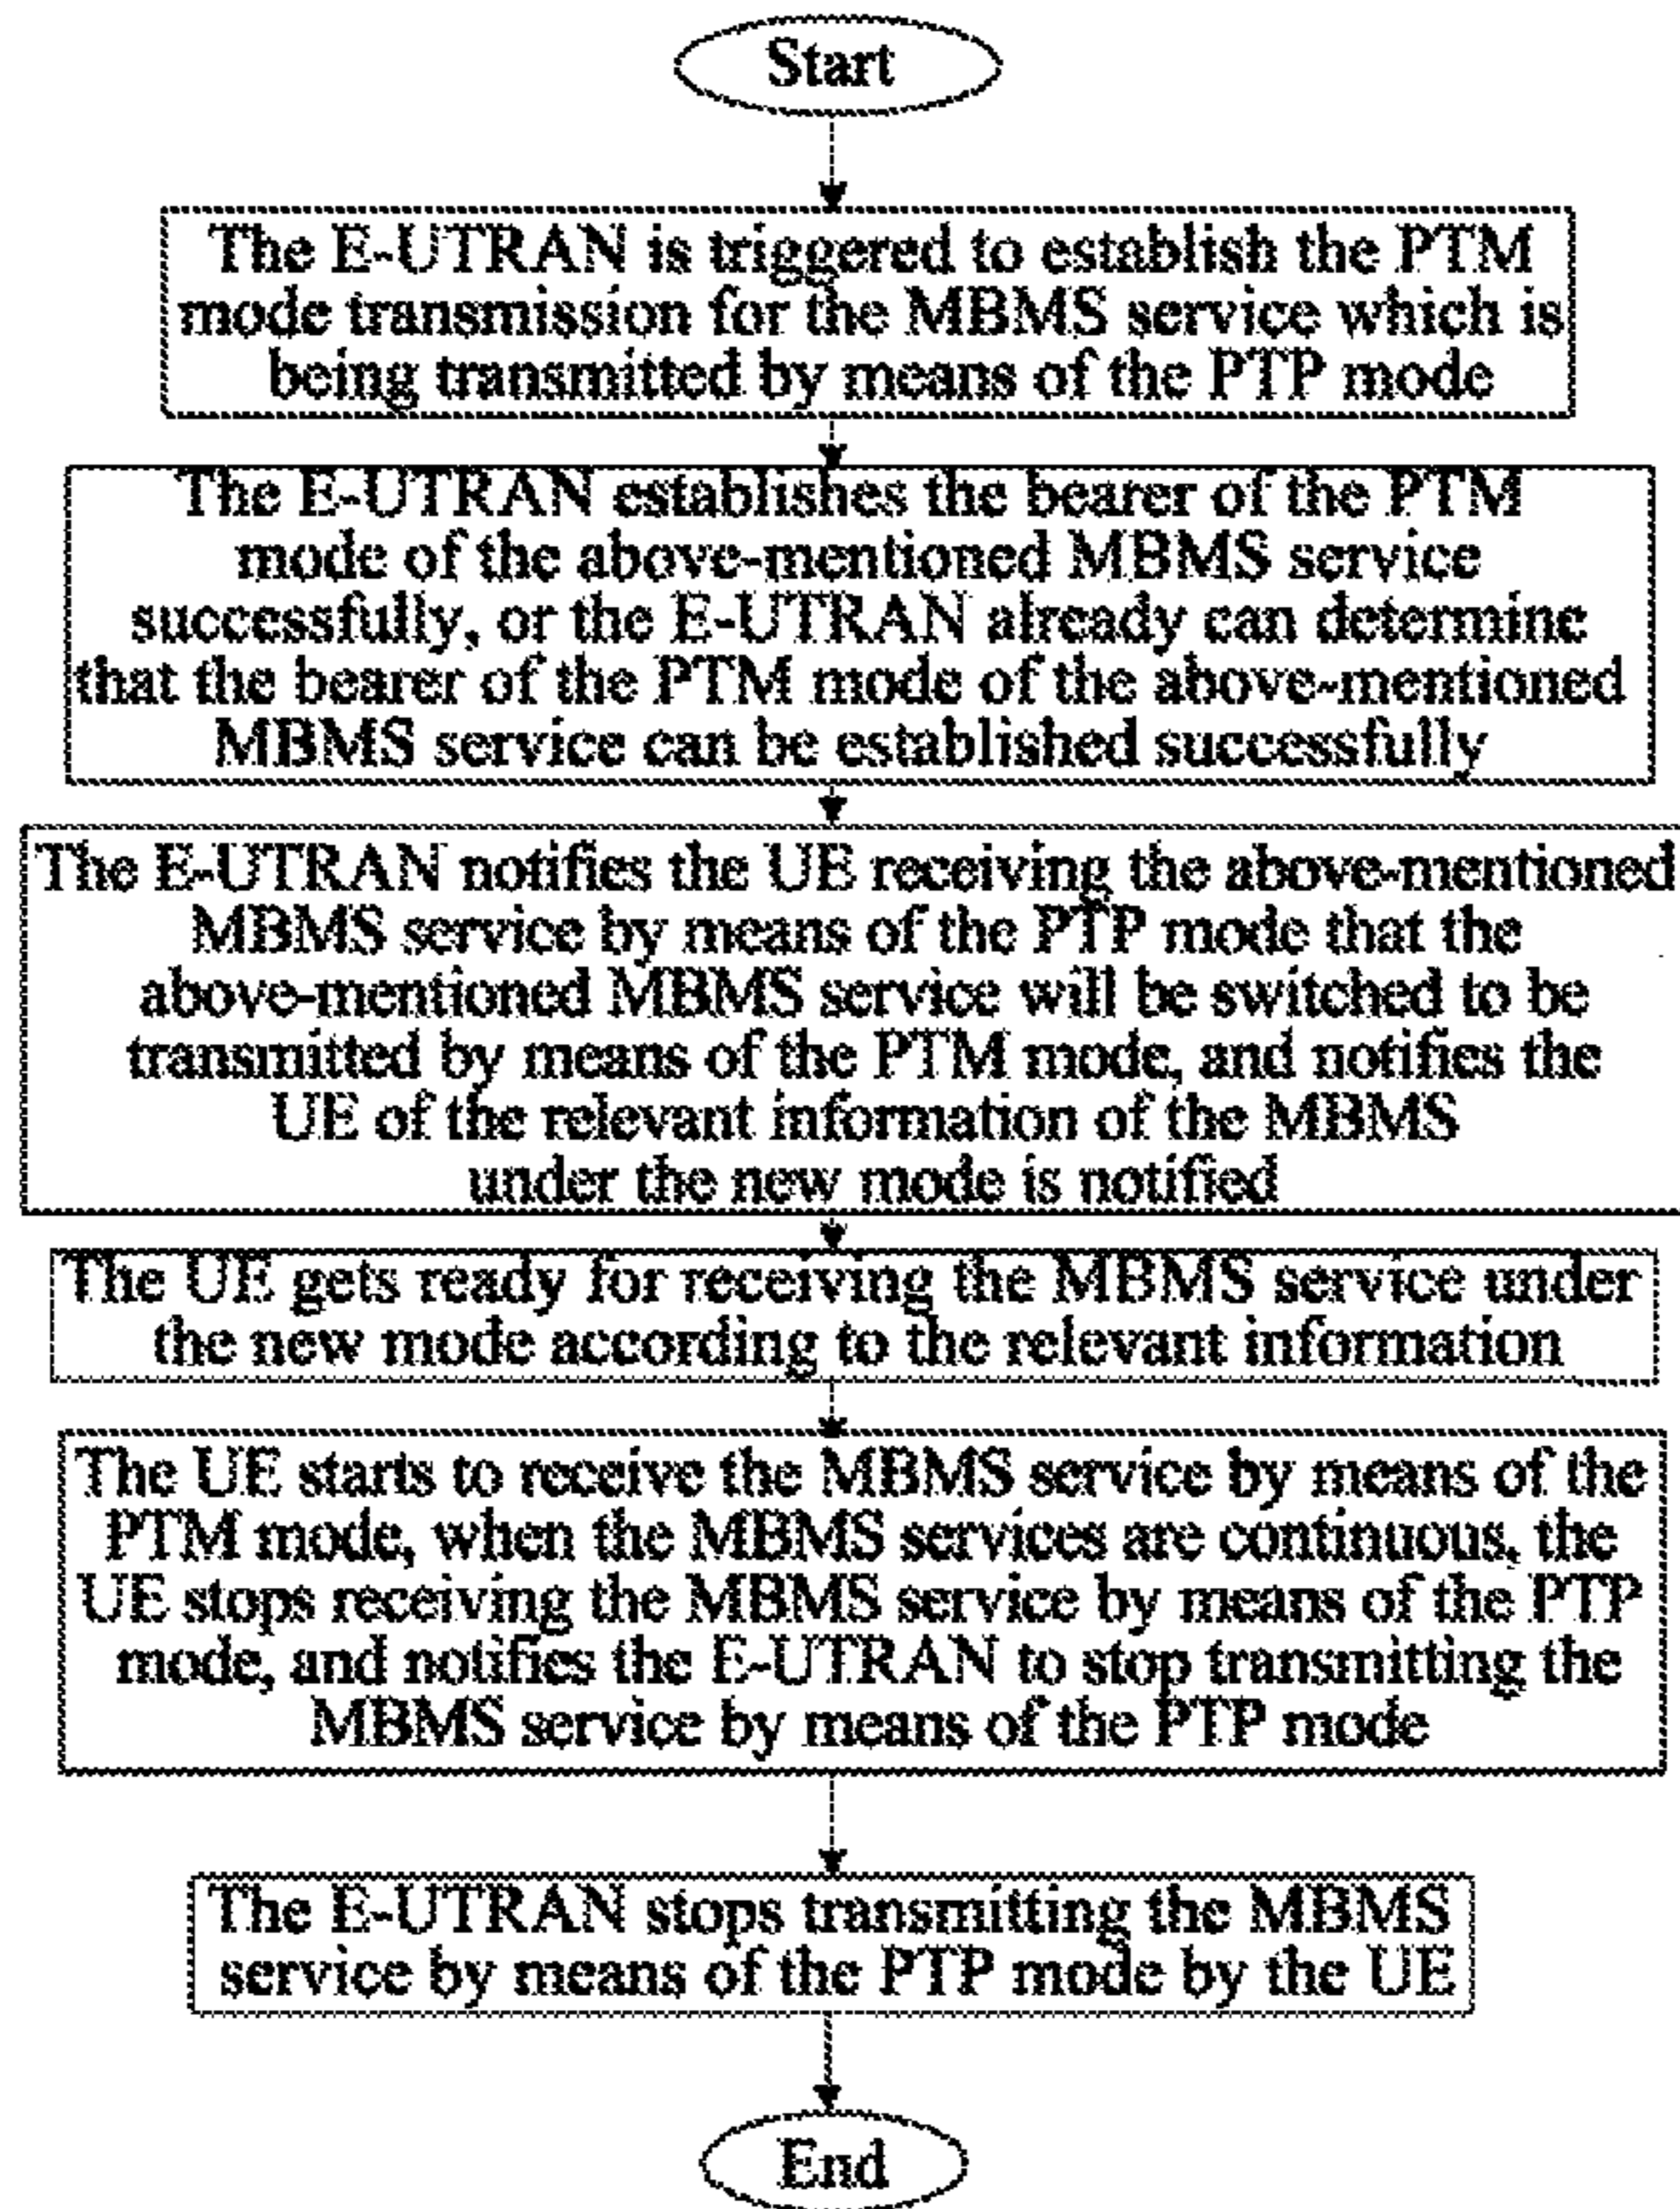 Start
The E-UTRAN is triggered to establish the PTM
mode transmission for the MBMS service which is
being transmitted by means of the PTP mode
The E-UTRAN establishes the bearer of the PTM
mode of the above-mentioned MBMS service
successfully, or the E-UTRAN already can determine
that the bearer of the PTM mode of the above-mentioned
MBMS service can be established successfully
The E-UTRAN notifies the UE receiving the above-mentioned
MBMS service by means of the PTP mode that the
above-mentioned MBMS service will be switched to be
transmitted by means of the PTM mode, and notifies the
UE of the relevant information of the MBMS
under the new mode is notified
The UE gets ready for receiving the MBMS service under
the new mode according to the relevant information
The UE starts to receive the MBMS service by means of the
PTM mode, when the MBMS services are continuous, the
UE stops receiving the MBMS service by means of the PTP
mode, and notifies the E-UTRAN to stop transmitting the
MBMS service by means of the PTP mode
The E-UTRAN stops transmitting the MBMS
service by means of the PTP mode by the UE
End